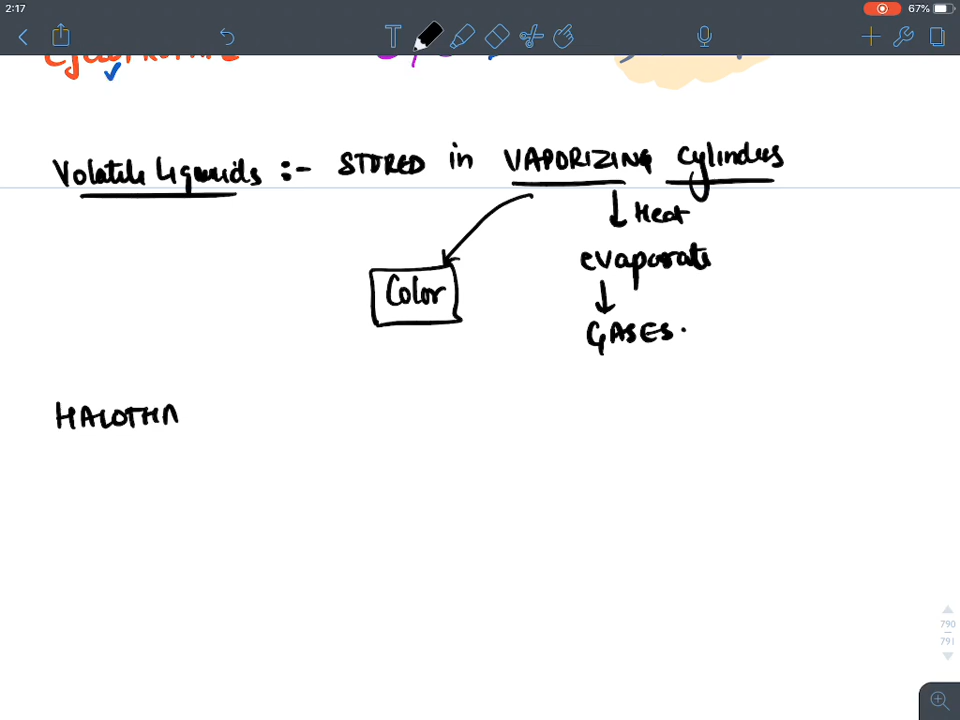 2:17
67%
T
Volatile Liquids :- STORED in VAPORIZING Cylinders
Heat
evaporate
Color
GASES.
HALOTHA
790
791